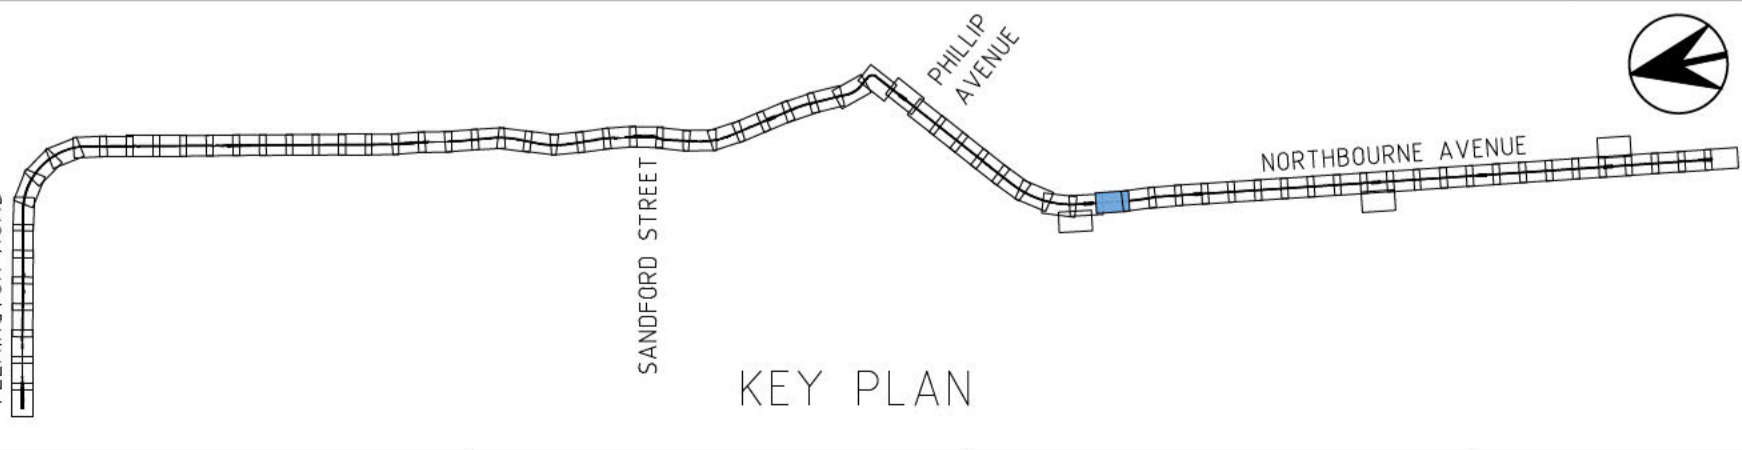 PHILLIP
AVENUE
NORTHBOURNE AVENUE
SANDFORD STREET
KEY PLAN